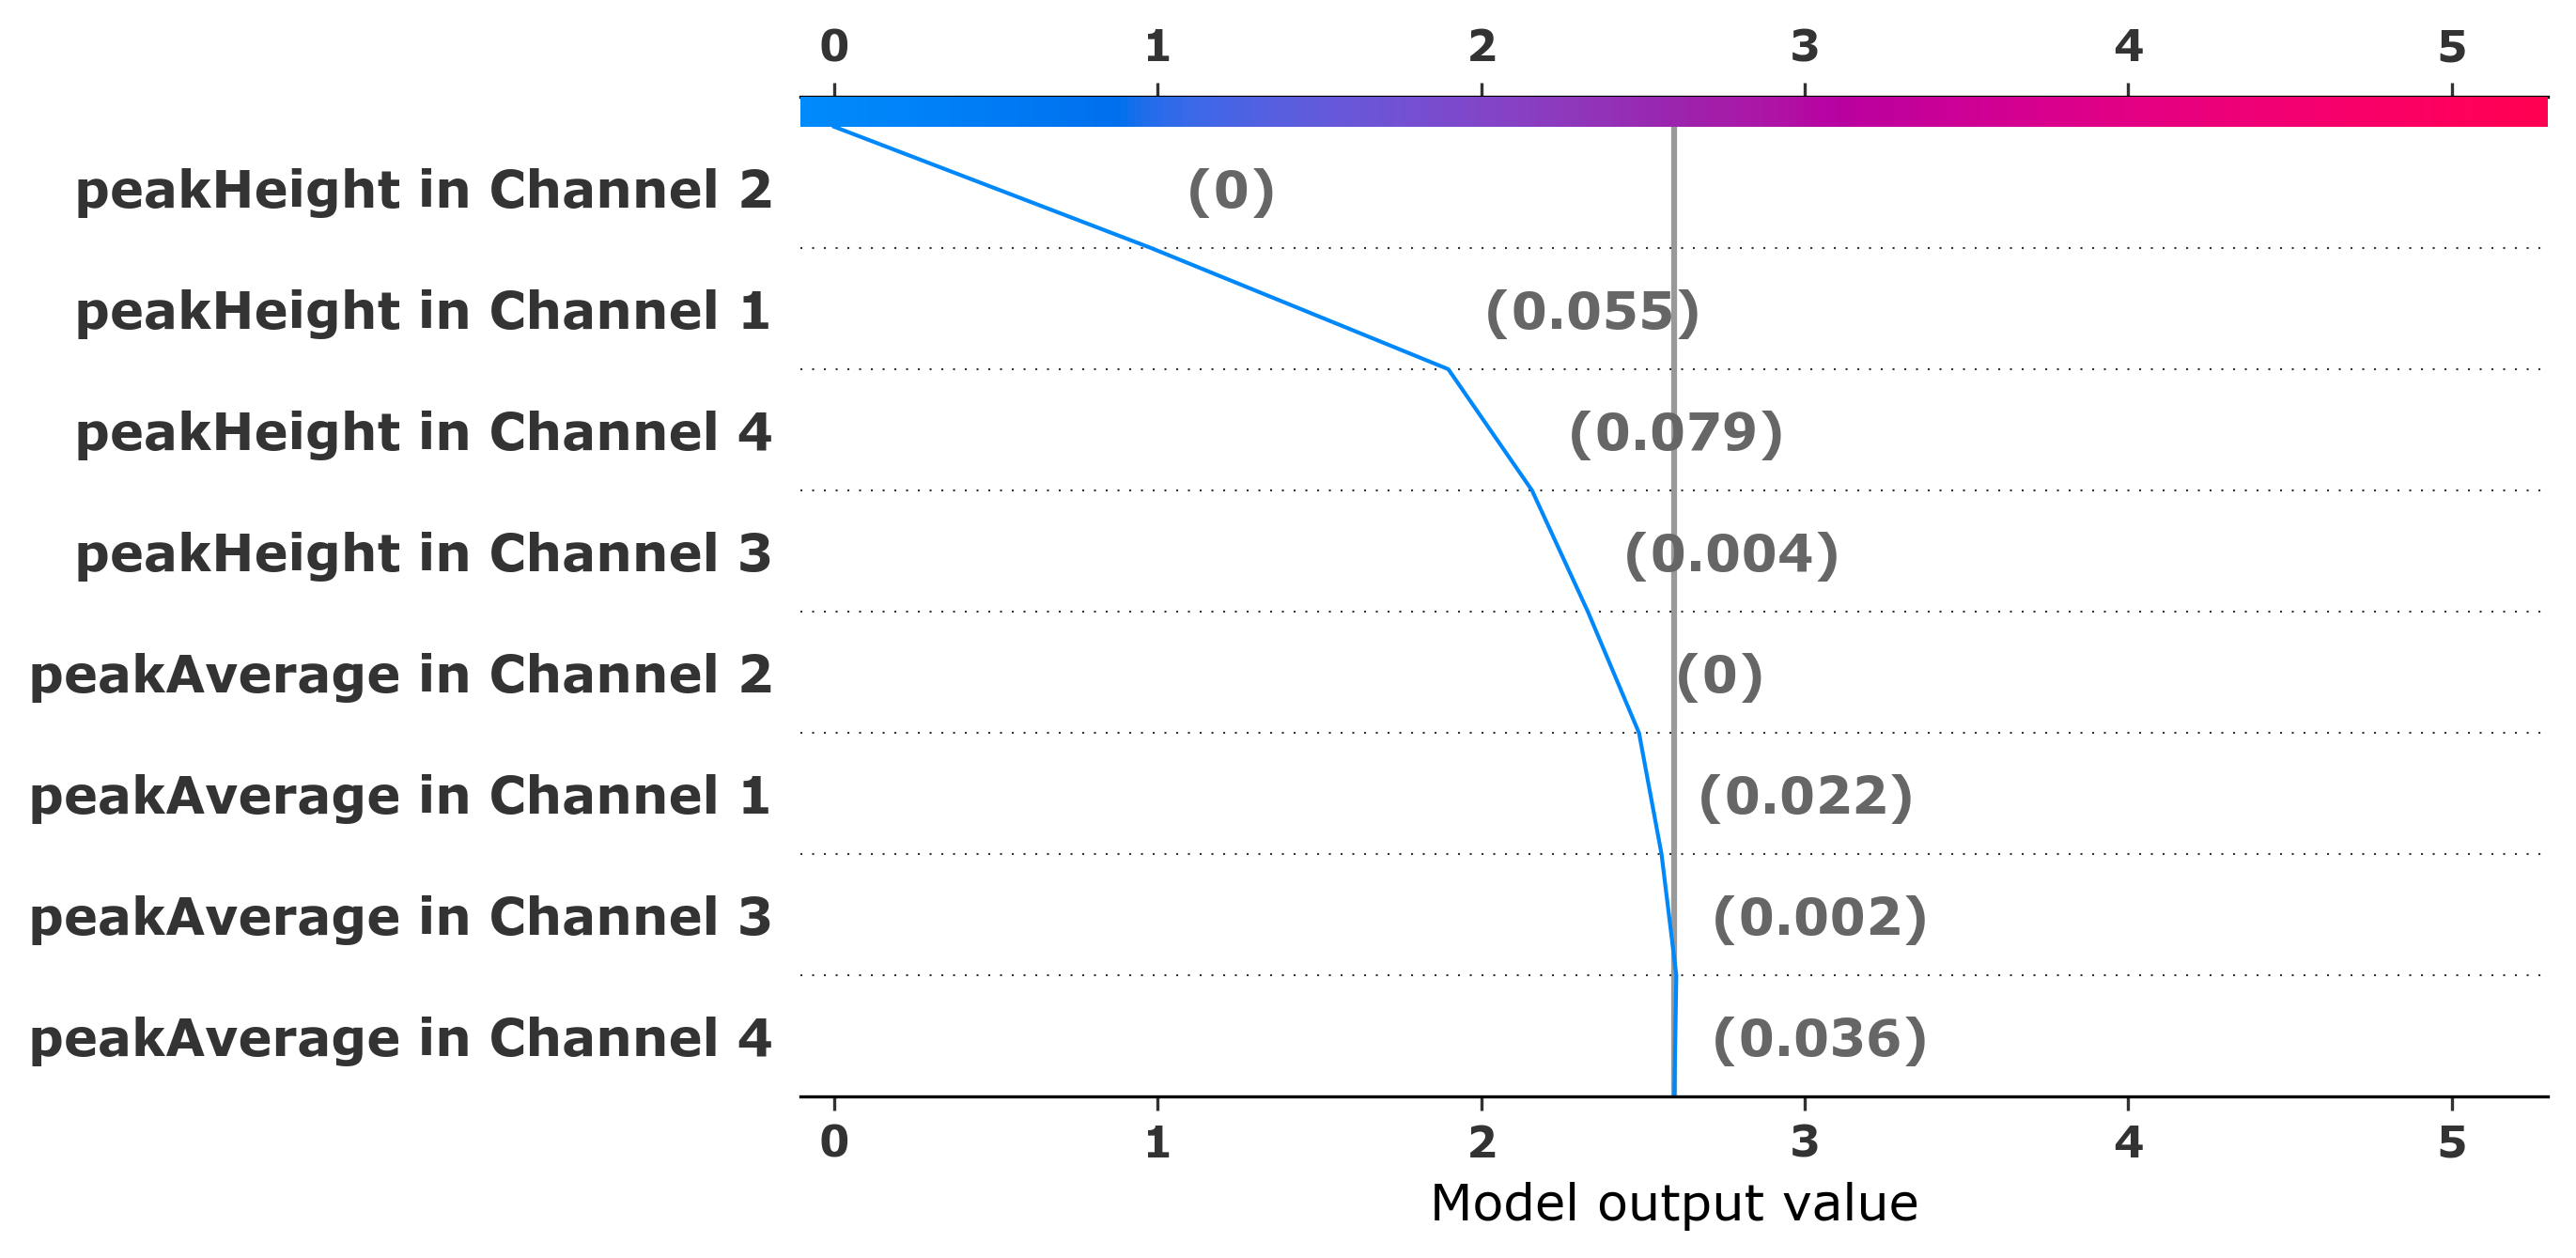 0 1 2 3 4 5
peakHeight in Channel 2 (0)
peakHeight in Channel 1 (0.055)
peakHeight in Channel 4 (0.079)
peakHeight in Channel 3 (0.004)
peakAverage in Channel 2 (0)
peakAverage in Channel 1 (0.022)
peakAverage in Channel 3 (0.002)
peakAverage in Channel 4 (0.036)
0 1 2 3 4 5
Model output value